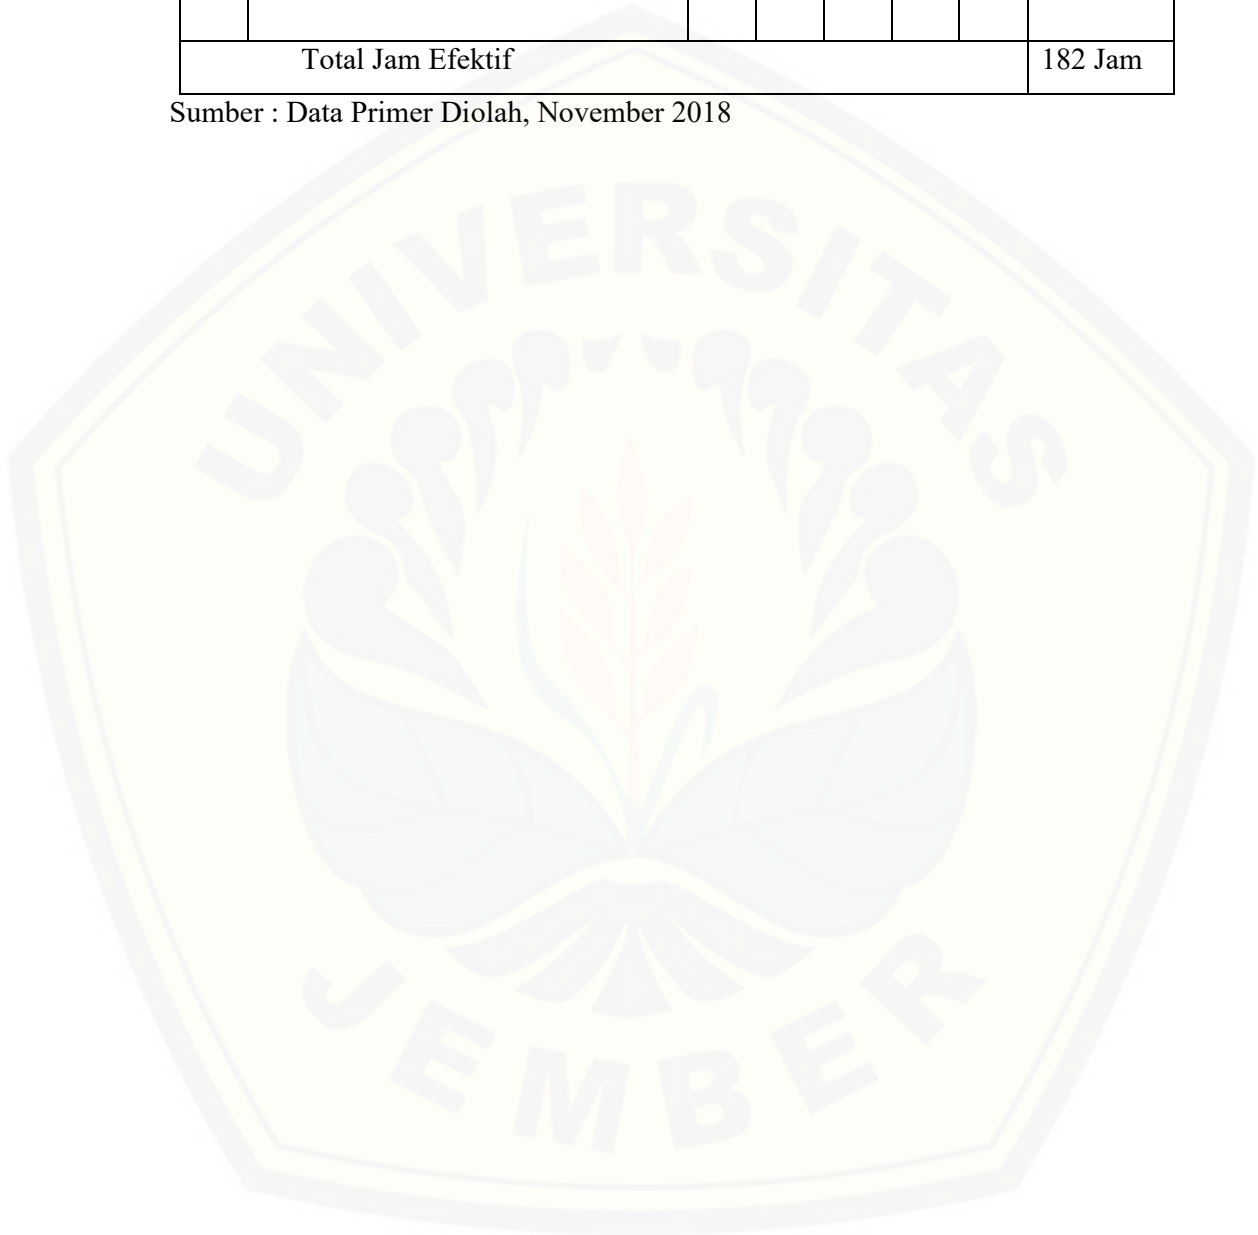 Total Jam Efektif 182 Jam
Sumber : Data Primer Diolah, November 2018
UNIVERSITAS
JEMBER